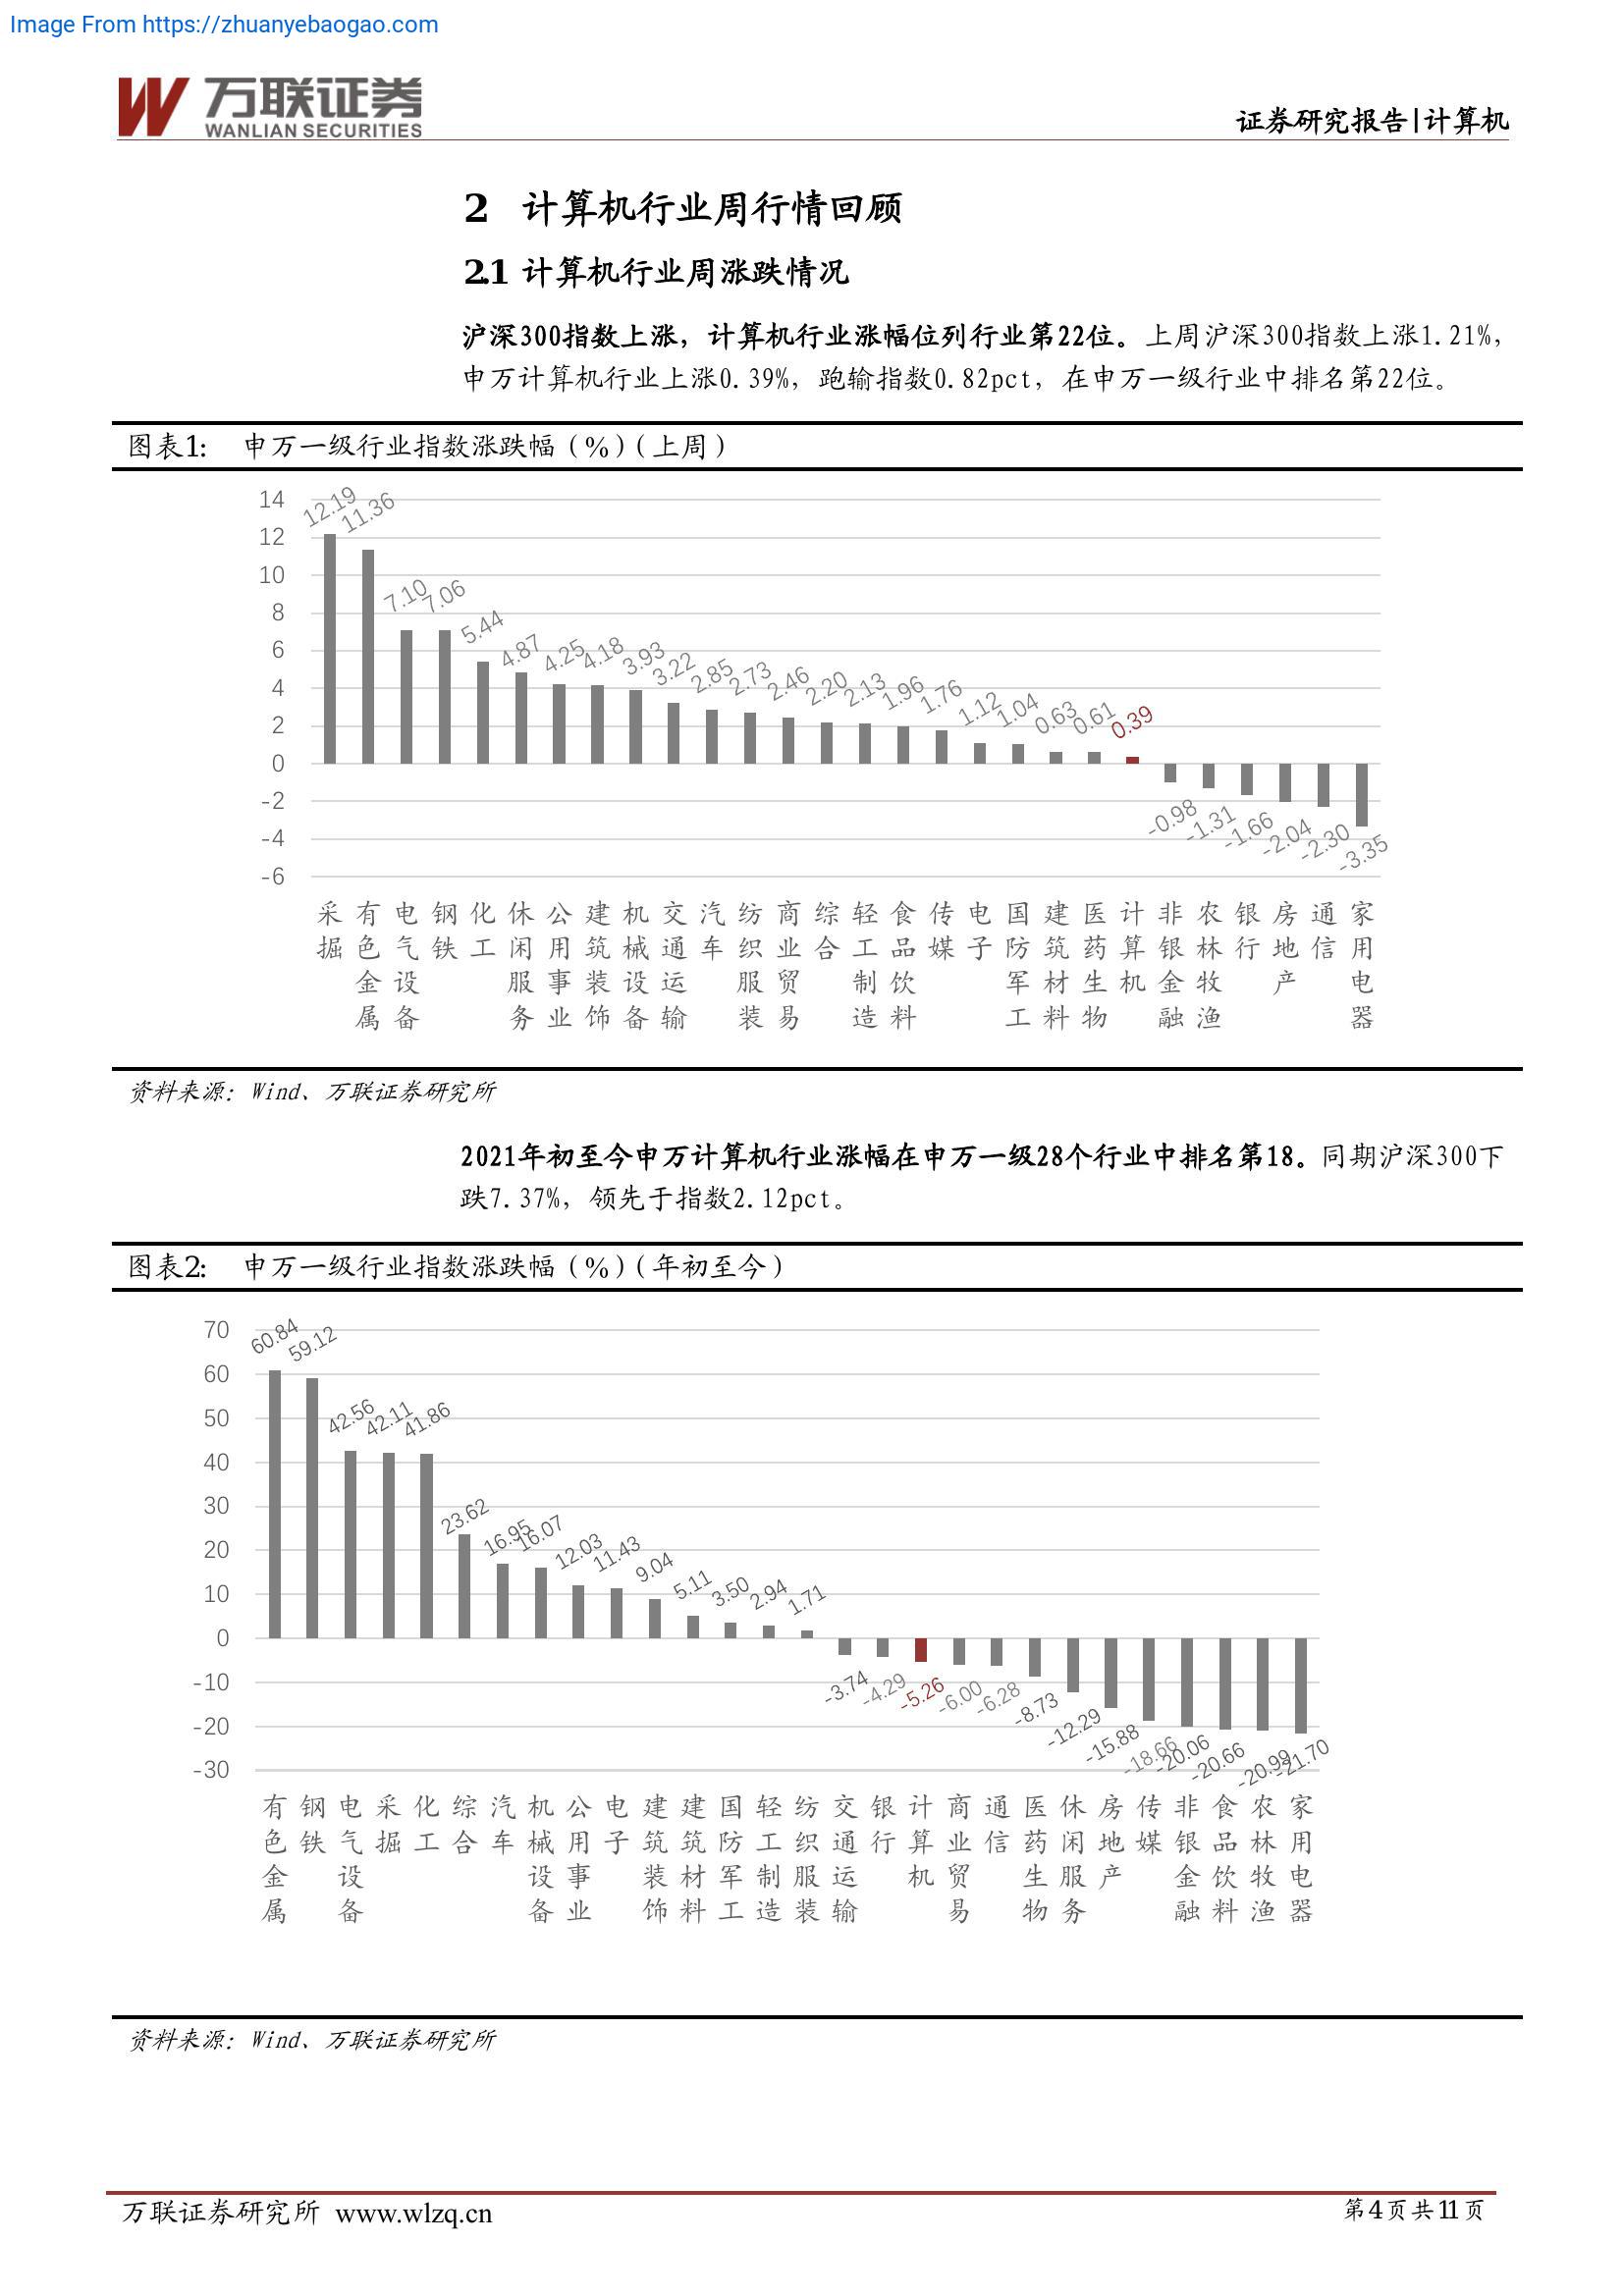 Image From https://zhuanyebaogao.com
万联证券
WANLIAN SECURITIES
证券研究报告|计算机
2 计算机行业周行情回顾
2.1 计算机行业周涨跌情况
沪深300指数上涨，计算机行业涨幅位列行业第22位。上周沪深300指数上涨1.21%，
申万计算机行业上涨0.39%，跑输指数0.82pct，在申万一级行业中排名第22位。
图表1: 申万一级行业指数涨跌幅（%）（上周）
14
12
10
8
6
4
2
0
-2
-4
-6
12.19 11.36 7.10 7.06 5.44 4.87 4.25 4.18 3.93 3.22 2.85 2.73 2.46 2.20 2.13 1.96 1.76 1.12 1.04 0.63 0.61 0.39 -0.98 -1.31 -1.66 -2.04 -2.30 -3.35
采掘 有色金属 电气设备 钢铁 化工 休闲服务 公用事业 建筑装饰 机械设备 交通运输 汽车 纺织服装 商业贸易 综合 轻工制造 食品饮料 传媒 电子 国防军工 建筑材料 医药生物 计算机 非银金融 农林牧渔 银行 房地产 通信 家用电器
资料来源：Wind、万联证券研究所
2021年初至今申万计算机行业涨幅在申万一级28个行业中排名第18。同期沪深300下
跌7.37%，领先于指数2.12pct。
图表2: 申万一级行业指数涨跌幅（%）（年初至今）
70
60
50
40
30
20
10
0
-10
-20
-30
60.84 59.12 42.56 42.11 41.86 23.62 16.95 16.07 12.03 11.43 9.04 5.11 3.50 2.94 1.71 -3.74 -4.29 -5.26 -6.00 -6.28 -8.73 -12.29 -15.88 -18.66 -20.06 -20.66 -20.99 -21.70
有色金属 钢铁 电气设备 采掘 化工 综合 汽车 机械设备 公用事业 电子 建筑装饰 建筑材料 国防军工 轻工制造 纺织服装 交通运输 银行 计算机 商业贸易 通信 医药生物 休闲服务 房地产 传媒 非银金融 食品饮料 农林牧渔 家用电器
资料来源：Wind、万联证券研究所
万联证券研究所 www.wlzq.cn
第4页共11页